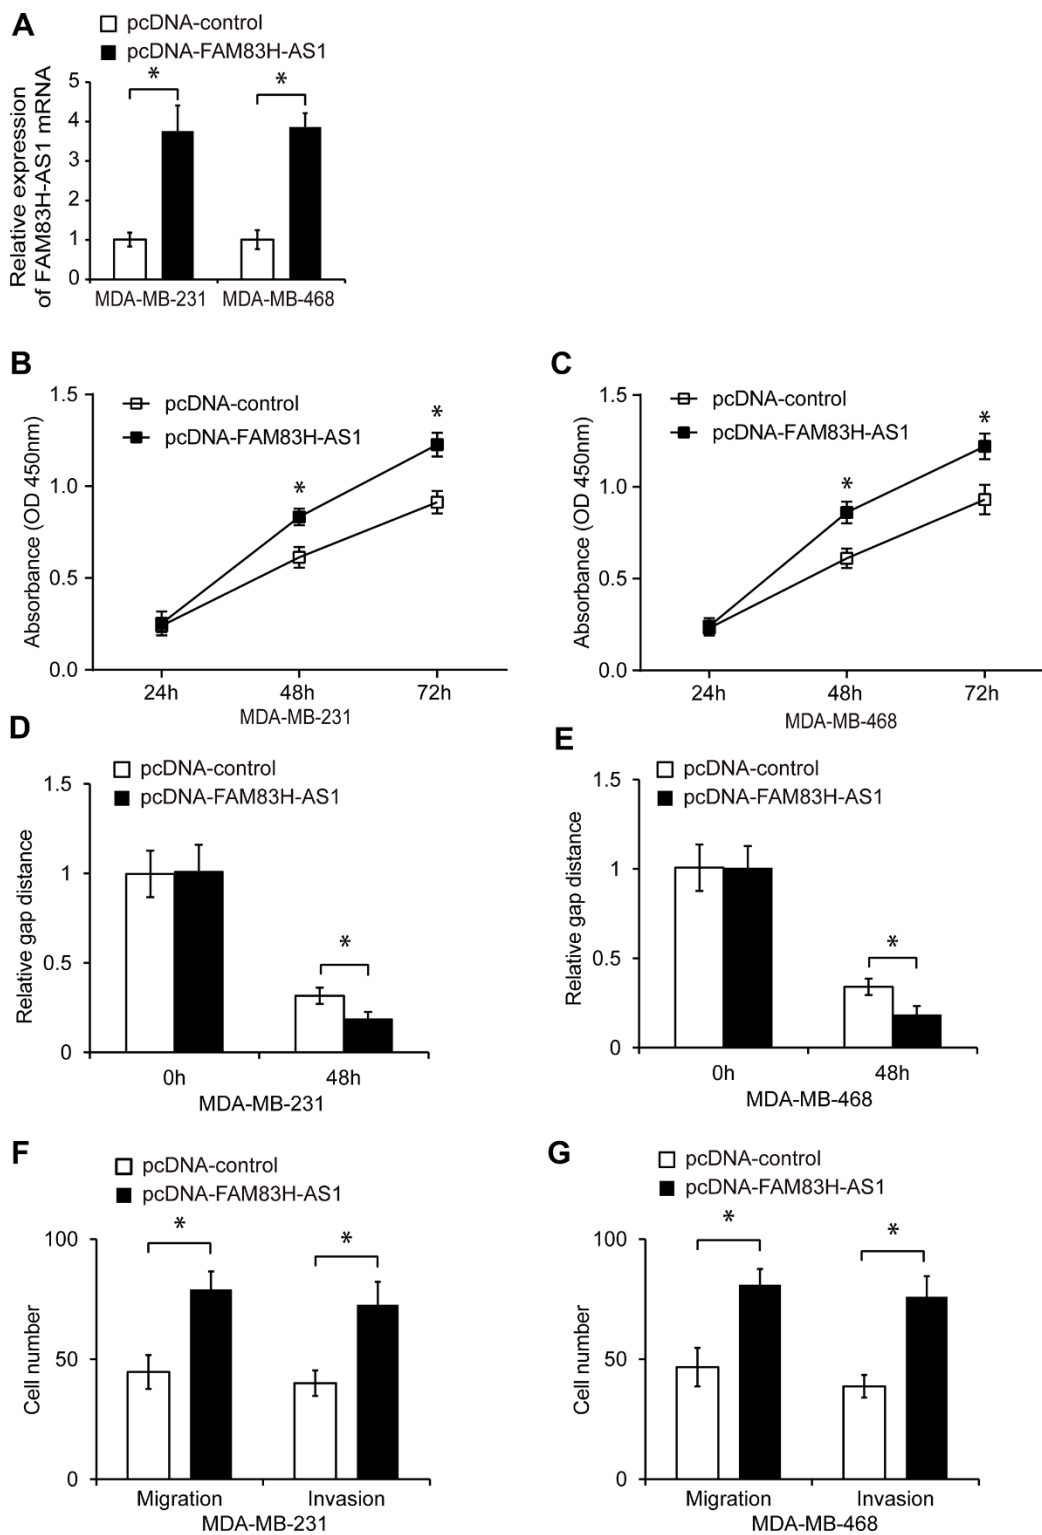 A
pcDNA-control
pcDNA-FAM83H-AS1
Relative expression
of FAM83H-AS1 mRNA
5
4
3
2
1
0
*
*
MDA-MB-231
MDA-MB-468
B
Absorbance (OD 450nm)
1.5
1.0
0.5
0.0
pcDNA-control
pcDNA-FAM83H-AS1
*
*
24h
48h
72h
MDA-MB-231
C
Absorbance (OD 450nm)
1.5
1.0
0.5
0.0
pcDNA-control
pcDNA-FAM83H-AS1
*
*
24h
48h
72h
MDA-MB-468
D
pcDNA-control
pcDNA-FAM83H-AS1
Relative gap distance
1.5
1
0.5
0
*
0h
48h
MDA-MB-231
E
pcDNA-control
pcDNA-FAM83H-AS1
Relative gap distance
1.5
1
0.5
0
*
0h
48h
MDA-MB-468
F
pcDNA-control
pcDNA-FAM83H-AS1
Cell number
100
50
0
*
*
Migration
Invasion
MDA-MB-231
G
pcDNA-control
pcDNA-FAM83H-AS1
Cell number
100
50
0
*
*
Migration
Invasion
MDA-MB-468